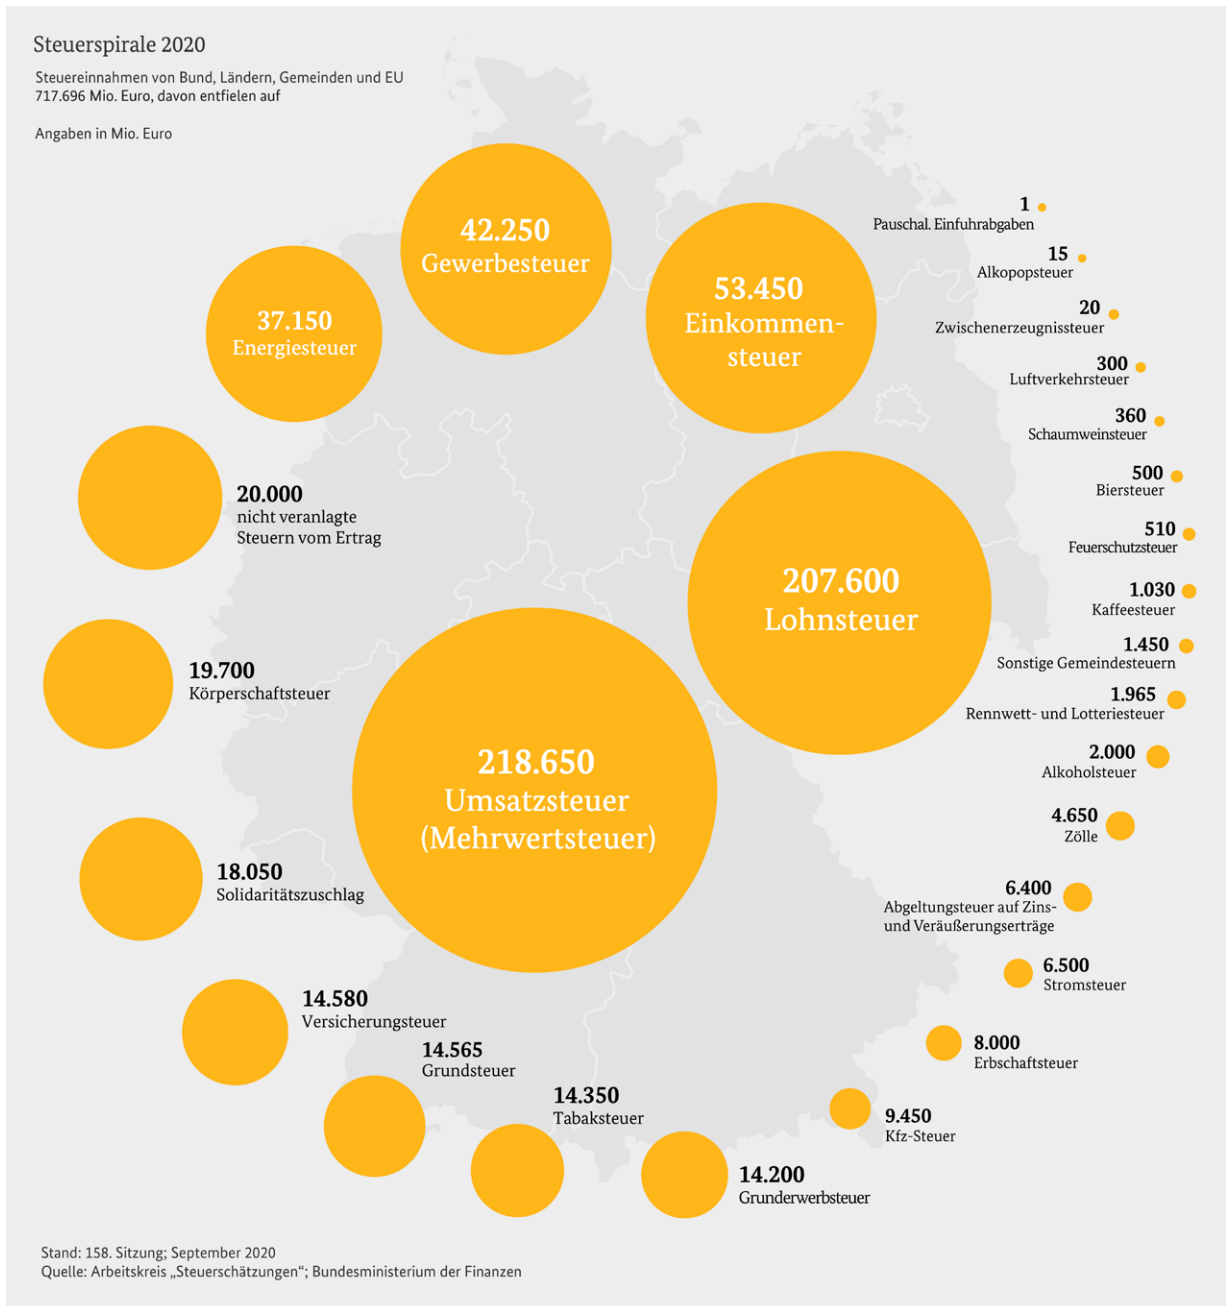 Steuerspirale 2020
Steuereinnahmen von Bund, Ländern, Gemeinden und EU
717.696 Mio. Euro, davon entfielen auf
Angaben in Mio. Euro
218.650
Umsatzsteuer
(Mehrwertsteuer)
207.600
Lohnsteuer
53.450
Einkommen-
steuer
42.250
Gewerbesteuer
37.150
Energiesteuer
20.000
nicht veranlagte
Steuern vom Ertrag
19.700
Körperschaftsteuer
18.050
Solidaritätszuschlag
14.580
Versicherungsteuer
14.565
Grundsteuer
14.350
Tabaksteuer
14.200
Grunderwerbsteuer
9.450
Kfz-Steuer
8.000
Erbschaftsteuer
6.500
Stromsteuer
6.400
Abgeltungsteuer auf Zins-
und Veräußerungserträge
4.650
Zölle
2.000
Alkoholsteuer
1.965
Rennwett- und Lotteriesteuer
1.450
Sonstige Gemeindesteuern
1.030
Kaffeesteuer
510
Feuerschutzsteuer
500
Biersteuer
360
Schaumweinsteuer
300
Luftverkehrsteuer
20
Zwischenerzeugnissteuer
15
Alkopopsteuer
1
Pauschal. Einfuhrabgaben
Stand: 158. Sitzung; September 2020
Quelle: Arbeitskreis „Steuerschätzungen“; Bundesministerium der Finanzen